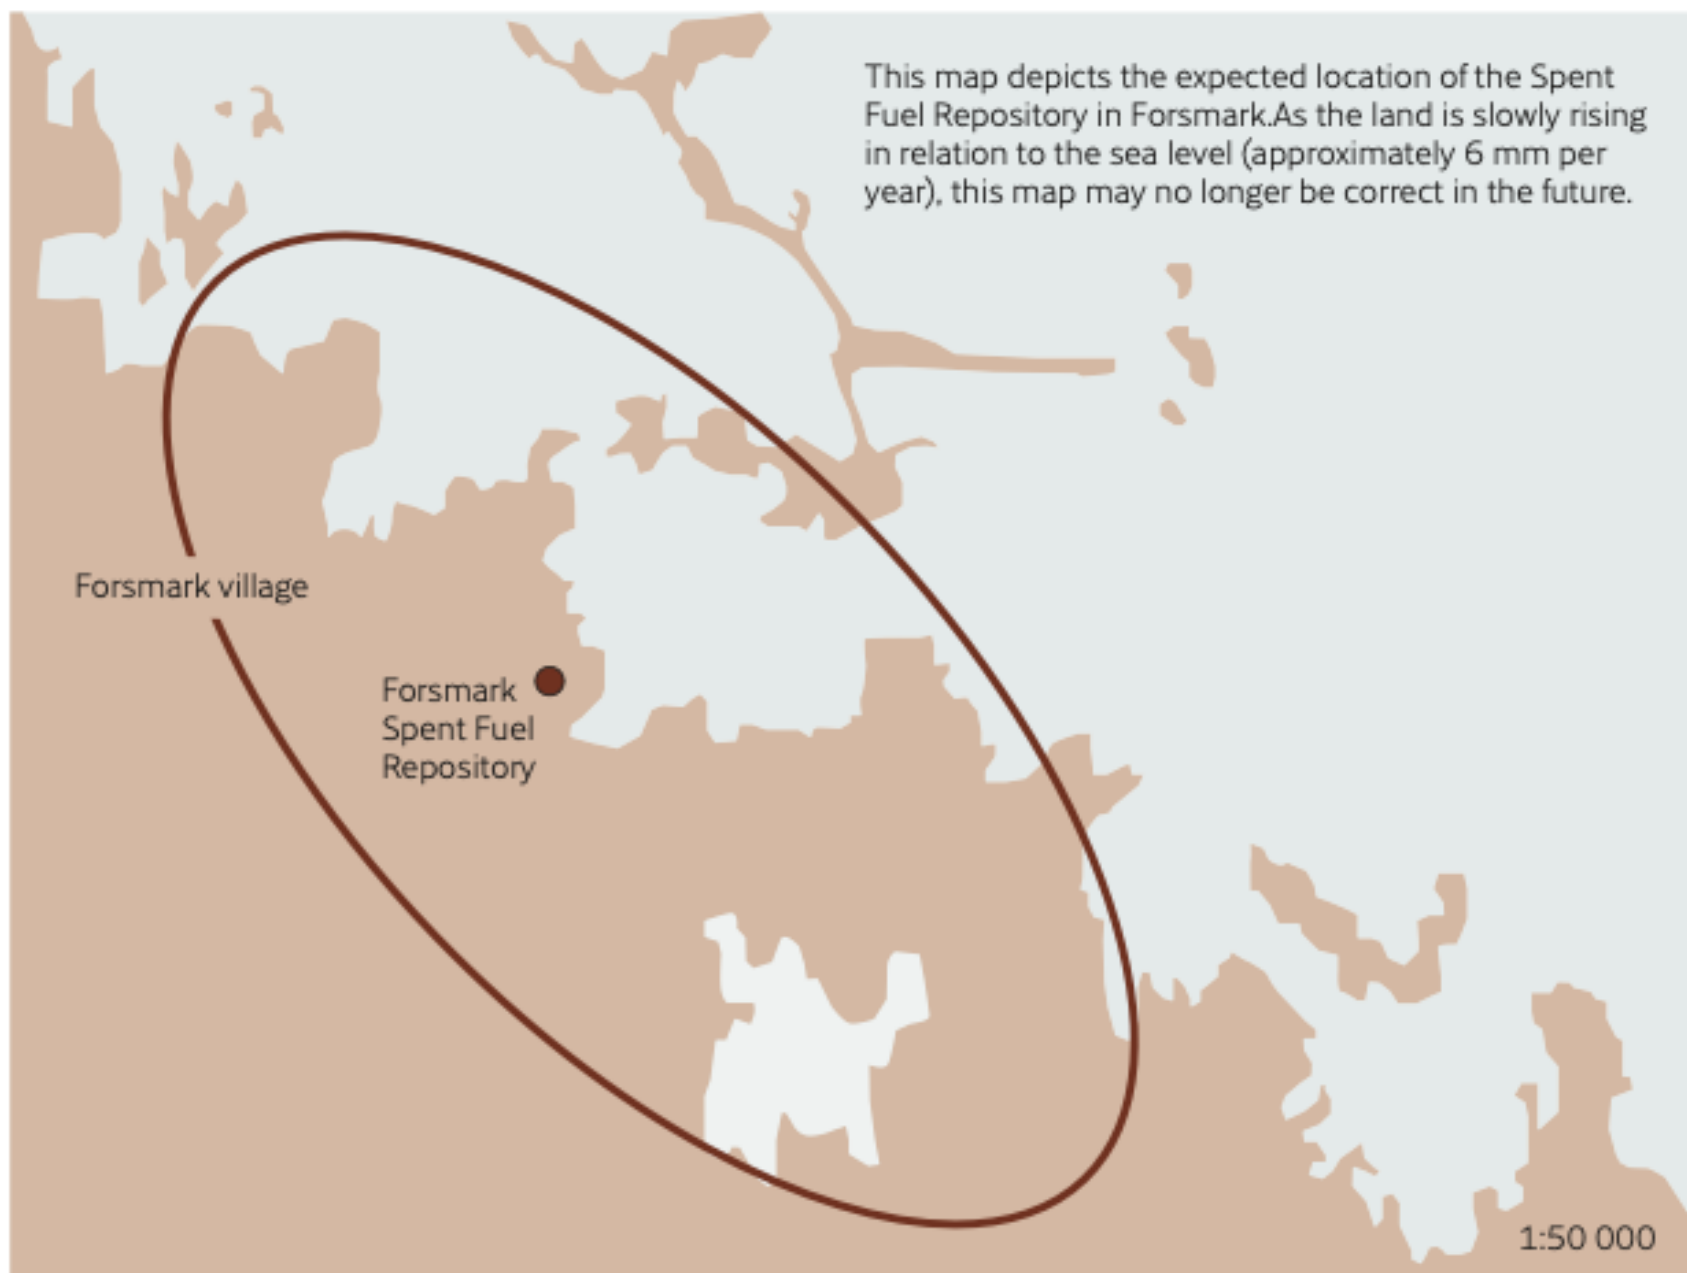 This map depicts the expected location of the Spent
Fuel Repository in Forsmark.As the land is slowly rising
in relation to the sea level (approximately 6 mm per
year), this map may no longer be correct in the future.
Forsmark village
Forsmark
Spent Fuel
Repository
1:50 000